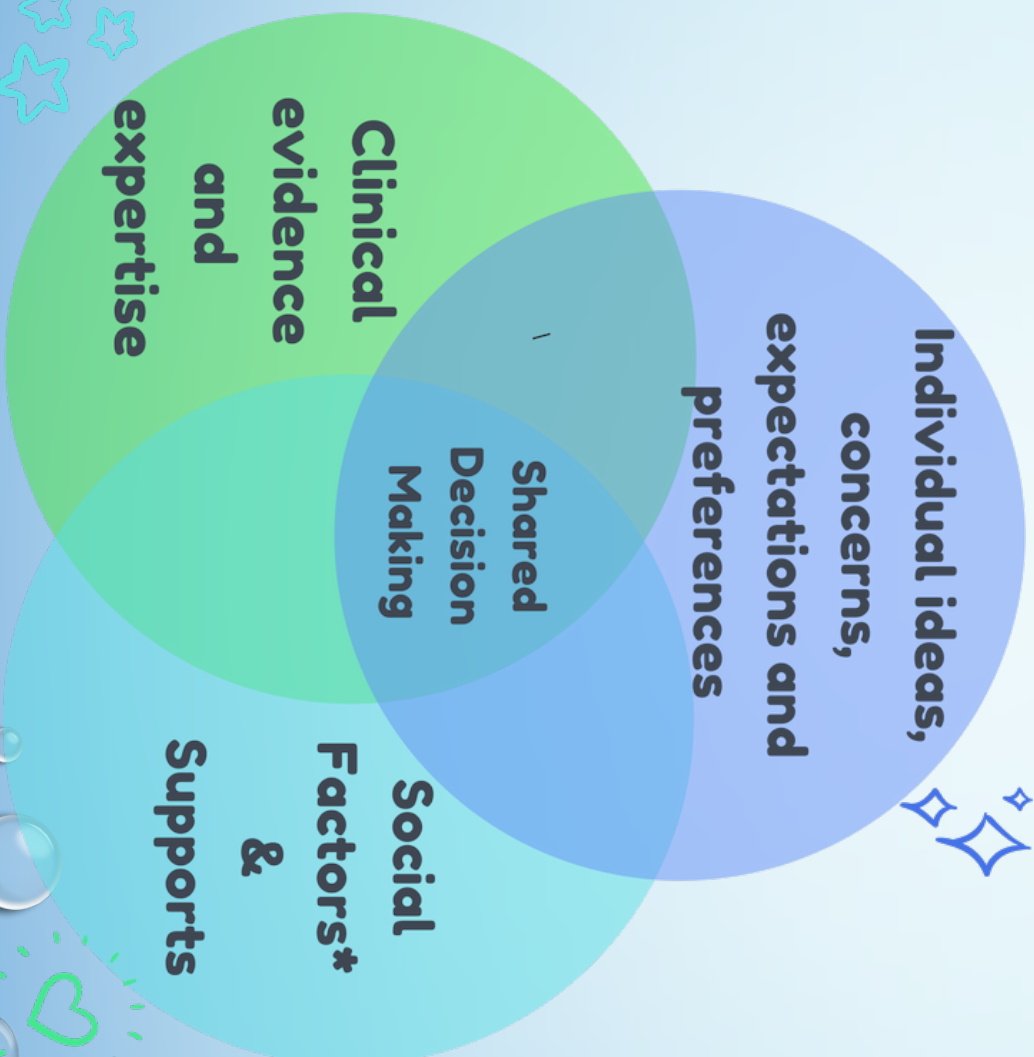 Individual ideas,
concerns,
expectations and
preferences
Shared
Decision
Making
Clinical
evidence
and
expertise
Social
Factors*
&
Supports